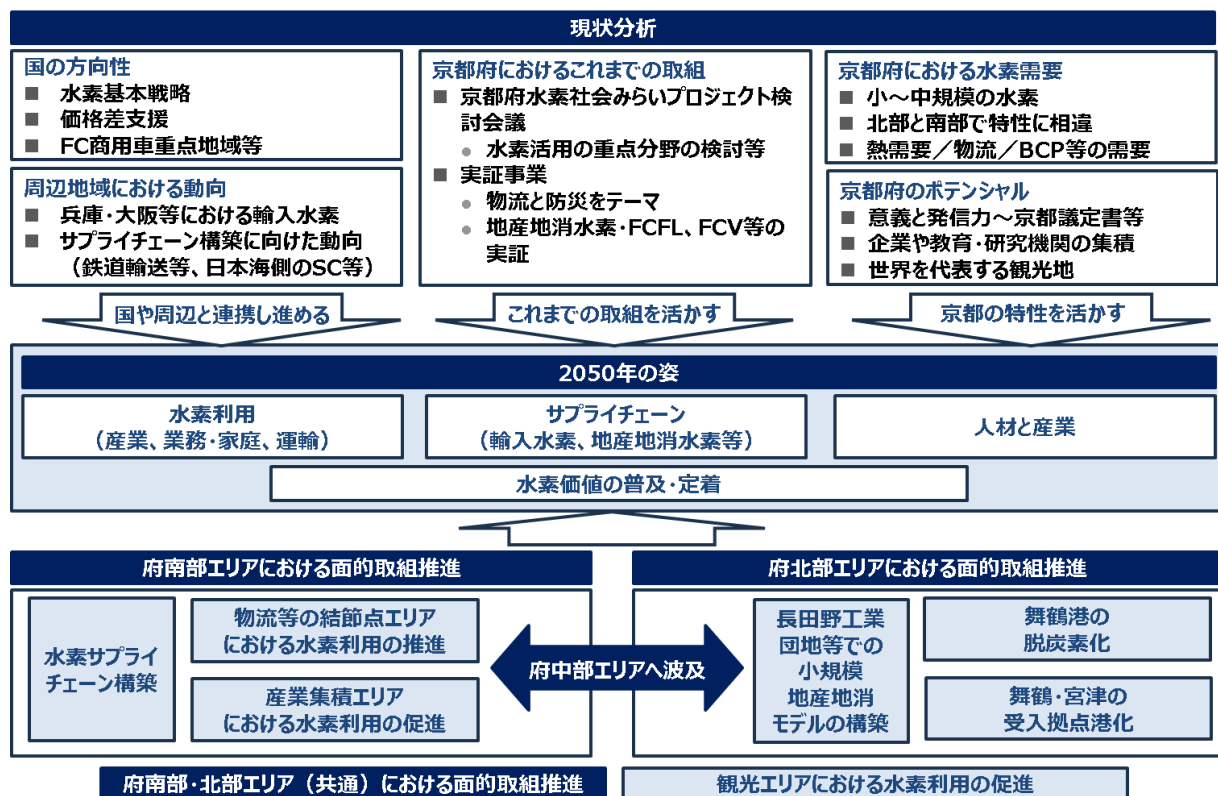 現状分析
国の方向性
■ 水素基本戦略
■ 価格差支援
■ FC商用車重点地域等
周辺地域における動向
■ 兵庫・大阪等における輸入水素
■ サプライチェーン構築に向けた動向
（鉄道輸送等、日本海側のSC等）
京都府におけるこれまでの取組
■ 京都府水素社会みらいプロジェクト検
討会議
● 水素活用の重点分野の検討等
■ 実証事業
● 物流と防災をテーマ
● 地産地消水素・FCFL、FCV等の
実証
京都府における水素需要
■ 小～中規模の水素
■ 北部と南部で特性に相違
■ 熱需要／物流／BCP等の需要
京都府のポテンシャル
■ 意義と発信力～京都議定書等
■ 企業や教育・研究機関の集積
■ 世界を代表する観光地
国や周辺と連携し進める
これまでの取組を活かす
京都の特性を活かす
2050年の姿
水素利用
（産業、業務・家庭、運輸）
サプライチェーン
（輸入水素、地産地消水素等）
人材と産業
水素価値の普及・定着
府南部エリアにおける面的取組推進
水素サプライ
チェーン構築
物流等の結節点エリア
における水素利用の推進
産業集積エリア
における水素利用の促進
府中部エリアへ波及
府北部エリアにおける面的取組推進
長田野工業
団地等での
小規模
地産地消
モデルの構築
舞鶴港の
脱炭素化
舞鶴・宮津の
受入拠点港化
府南部・北部エリア（共通）における面的取組推進
観光エリアにおける水素利用の促進